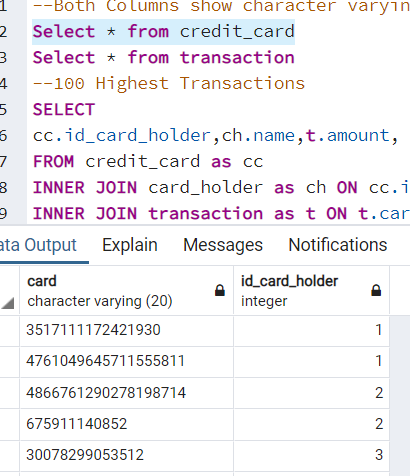 1 --Both Columns show character varyin
2 Select * from credit_card
3 Select * from transaction
4 --100 Highest Transactions
5 SELECT
6 cc.id_card_holder,ch.name,t.amount,
7 FROM credit_card as cc
8 INNER JOIN card_holder as ch ON cc.i
9 INNER JOIN transaction as t ON t.car
ata Output Explain Messages Notifications
card id_card_holder
character varying (20) integer
3517111172421930 1
4761049645711555811 1
4866761290278198714 2
675911140852 2
30078299053512 3